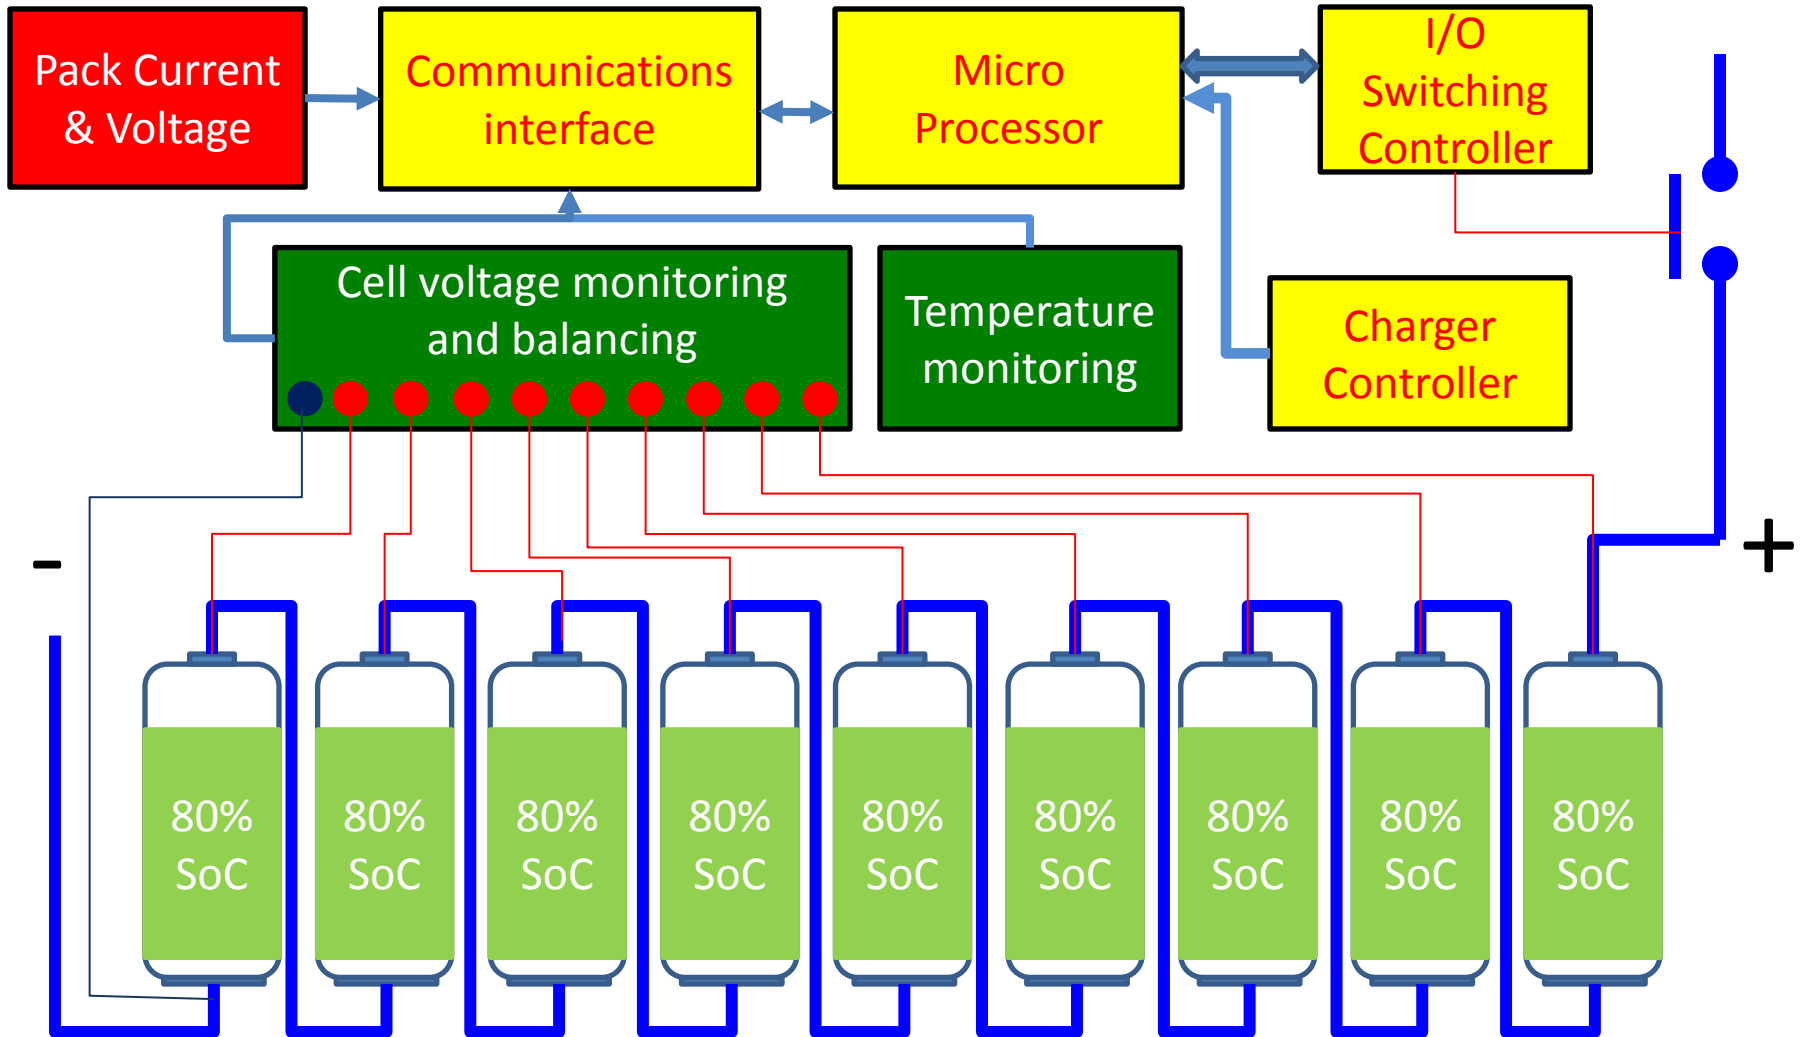 Pack Current
& Voltage
Communications
interface
Micro
Processor
I/O
Switching
Controller
Cell voltage monitoring
and balancing
Temperature
monitoring
Charger
Controller
-
+
80%
SoC
80%
SoC
80%
SoC
80%
SoC
80%
SoC
80%
SoC
80%
SoC
80%
SoC
80%
SoC